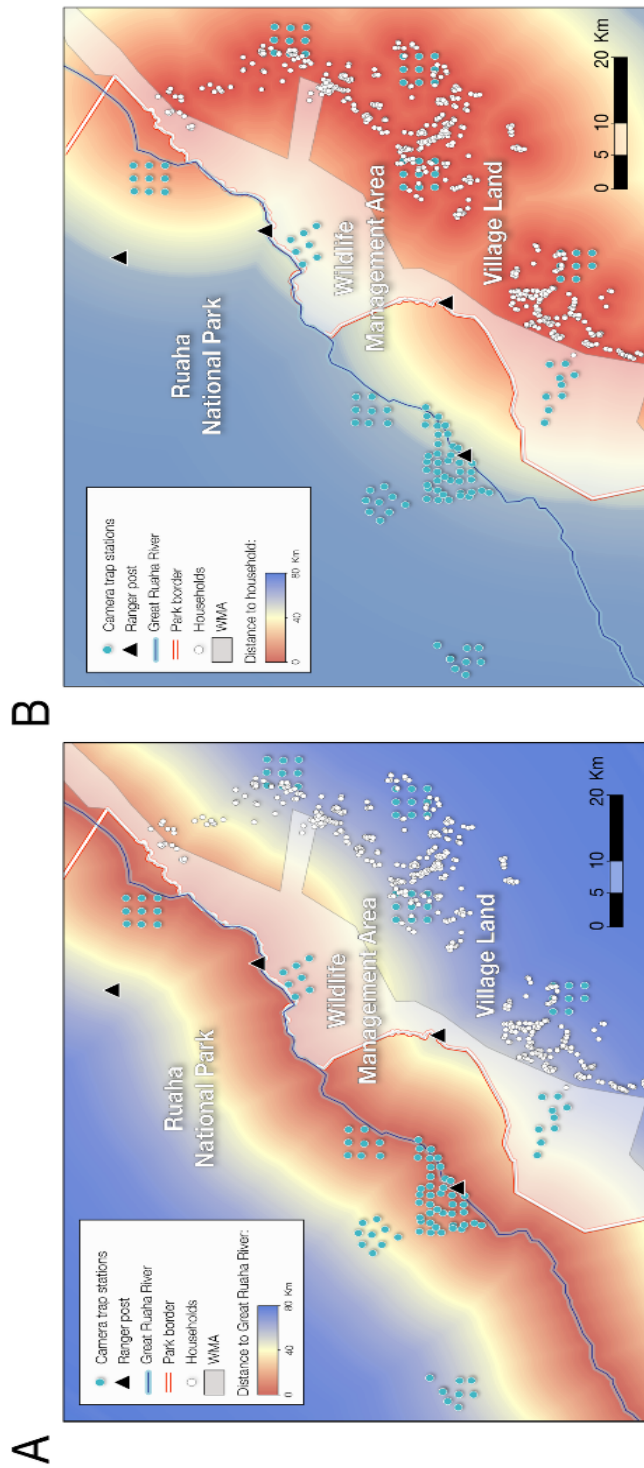 A
Ruaha
National Park
Wildlife
Management Area
Village Land
Camera trap stations
Ranger post
Great Ruaha River
Park border
Households
WMA
Distance to Great Ruaha River:
0 40 80 Km
0 5 10 20 Km
B
Ruaha
National Park
Wildlife
Management Area
Village Land
Camera trap stations
Ranger post
Great Ruaha River
Park border
Households
WMA
Distance to household:
0 40 80 Km
0 5 10 20 Km